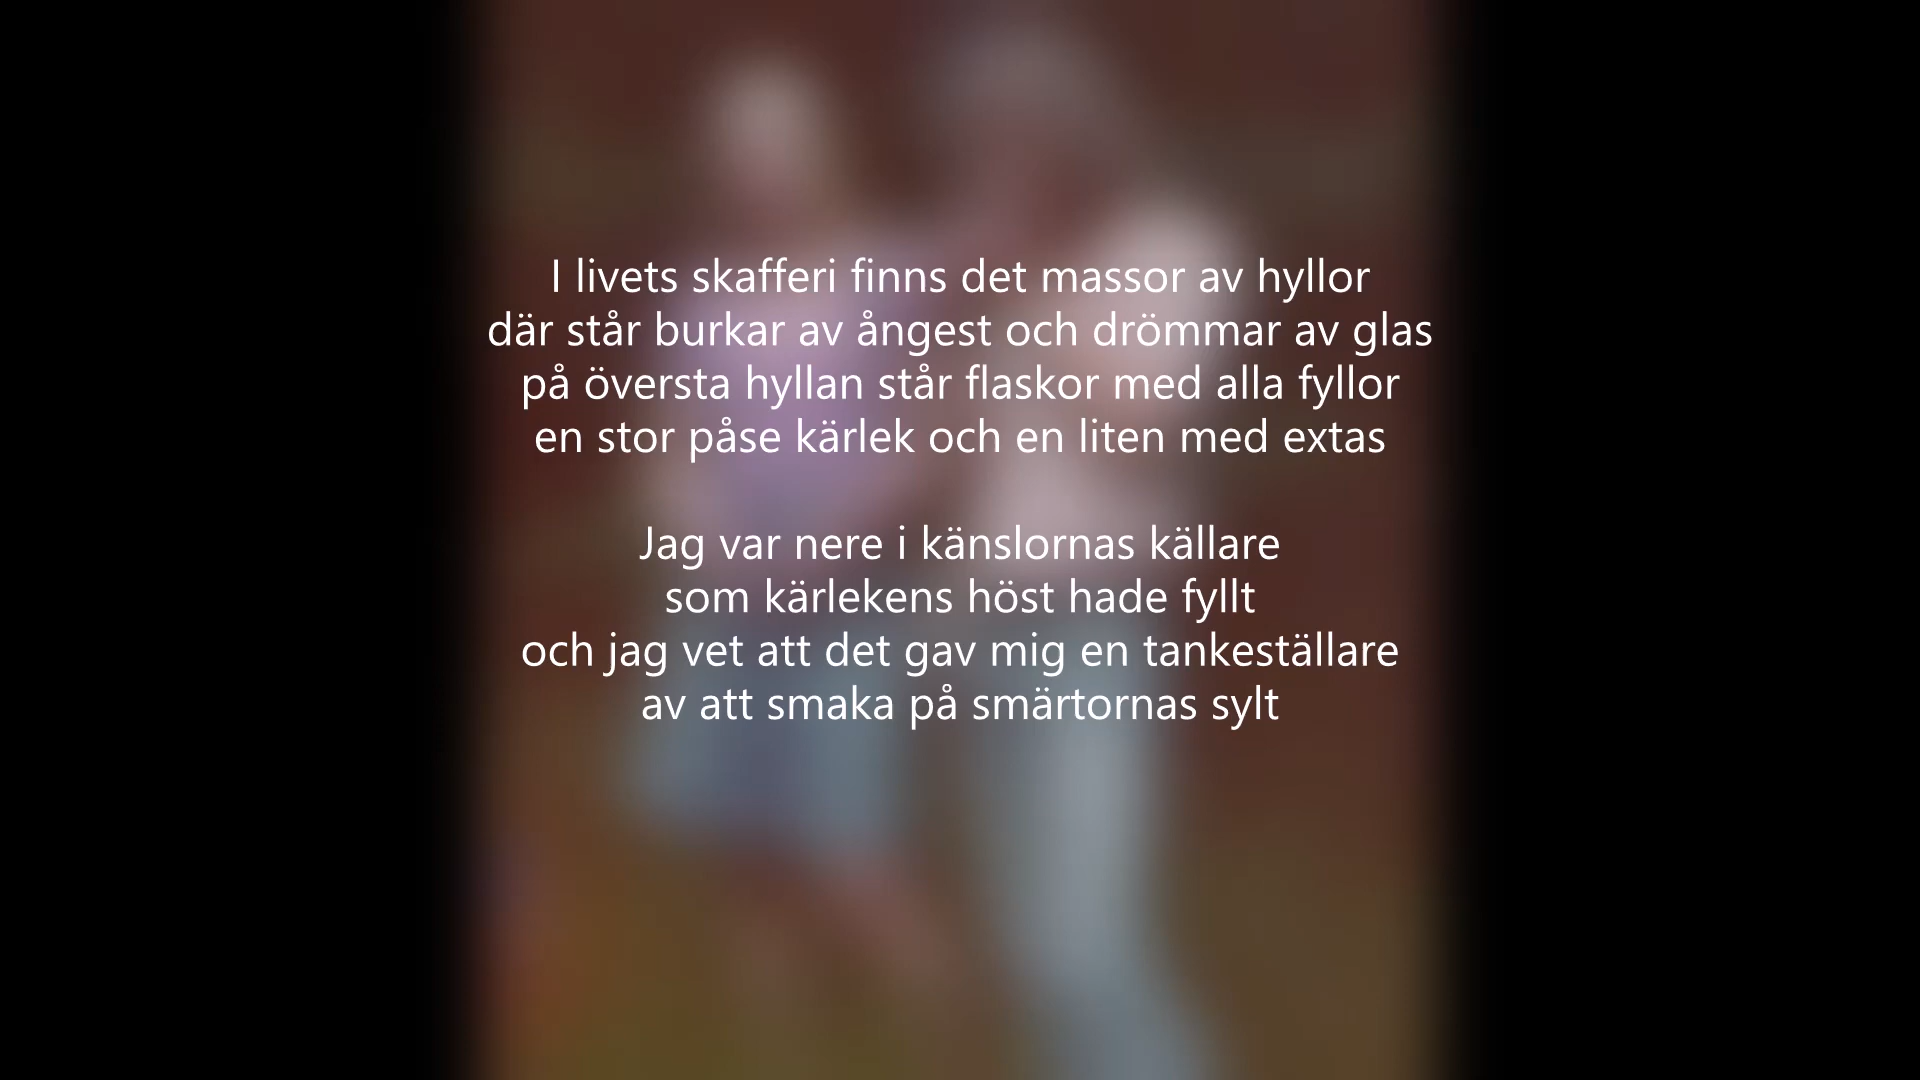 I livets skafferi finns det massor av hyllor
där står burkar av ångest och drömmar av glas
på översta hyllan står flaskor med alla fyllor
en stor påse kärlek och en liten med extas
Jag var nere i känslornas källare
som kärlekens höst hade fyllt
och jag vet att det gav mig en tankeställare
av att smaka på smärtornas sylt